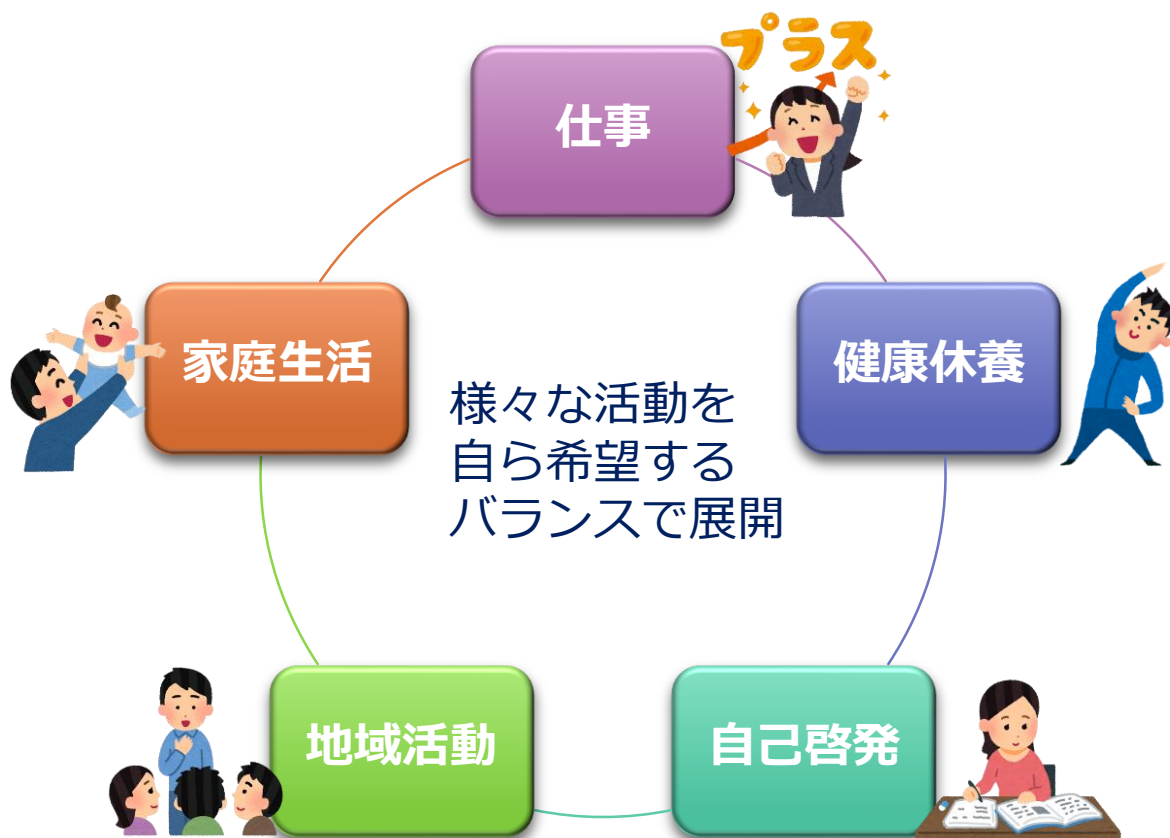 プラス
仕事
家庭生活
健康休養
様々な活動を
自ら希望する
バランスで展開
地域活動
自己啓発